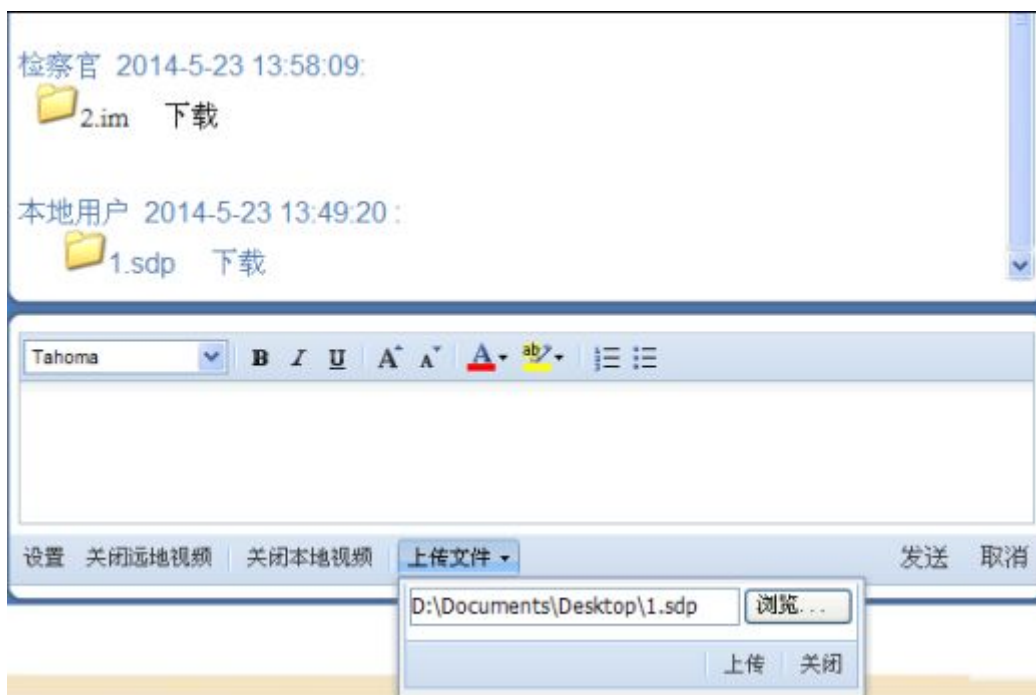 检察官 2014-5-23 13:58:09:
2.im 下载
本地用户 2014-5-23 13:49:20 :
1.sdp 下载
Tahoma B I U A A A ab
设置 关闭远地视频 关闭本地视频 上传文件 发送 取消
D:\Documents\Desktop\1.sdp 浏览...
上传 关闭